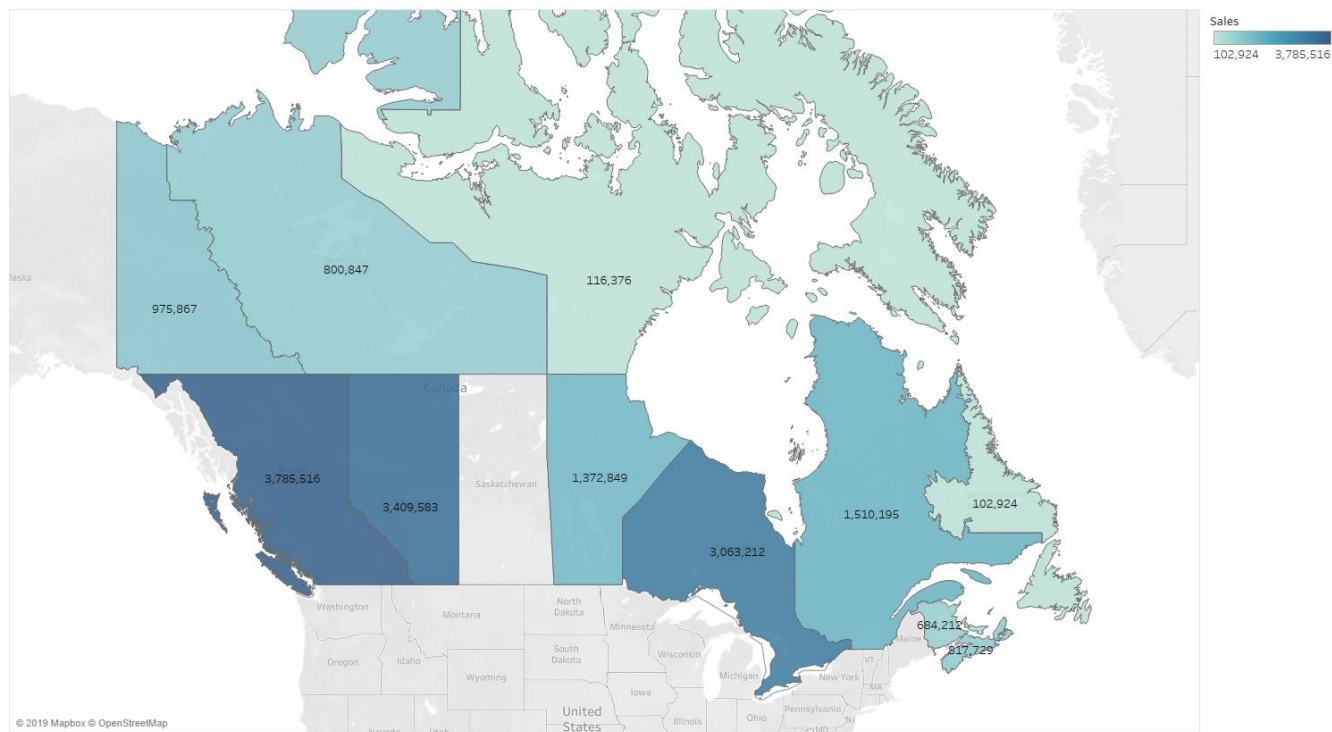 Sales
102,924 3,785,516
laska
800,847
116,376
975,867
Canada
3,785,516
3,409,583
Saskatchewan
1,372,849
3,063,212
1,510,195
102,924
684,212
817,729
Maine
Washington
Montana
North
Dakota
Minnesota
Oregon
Idaho
Wyoming
South
Dakota
Wisconsin
Michigan
New York
VT
MA
Iowa
Illinois
Ohio
Pennsylvania
NJ
MD
United
States
© 2019 Mapbox © OpenStreetMap